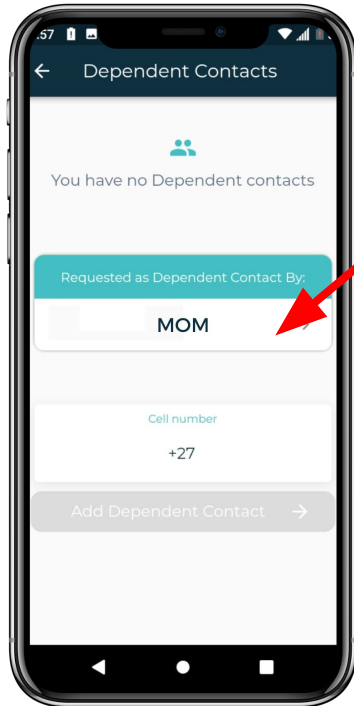 :57
Dependent Contacts
You have no Dependent contacts
Requested as Dependent Contact By:
MOM
Cell number
+27
Add Dependent Contact